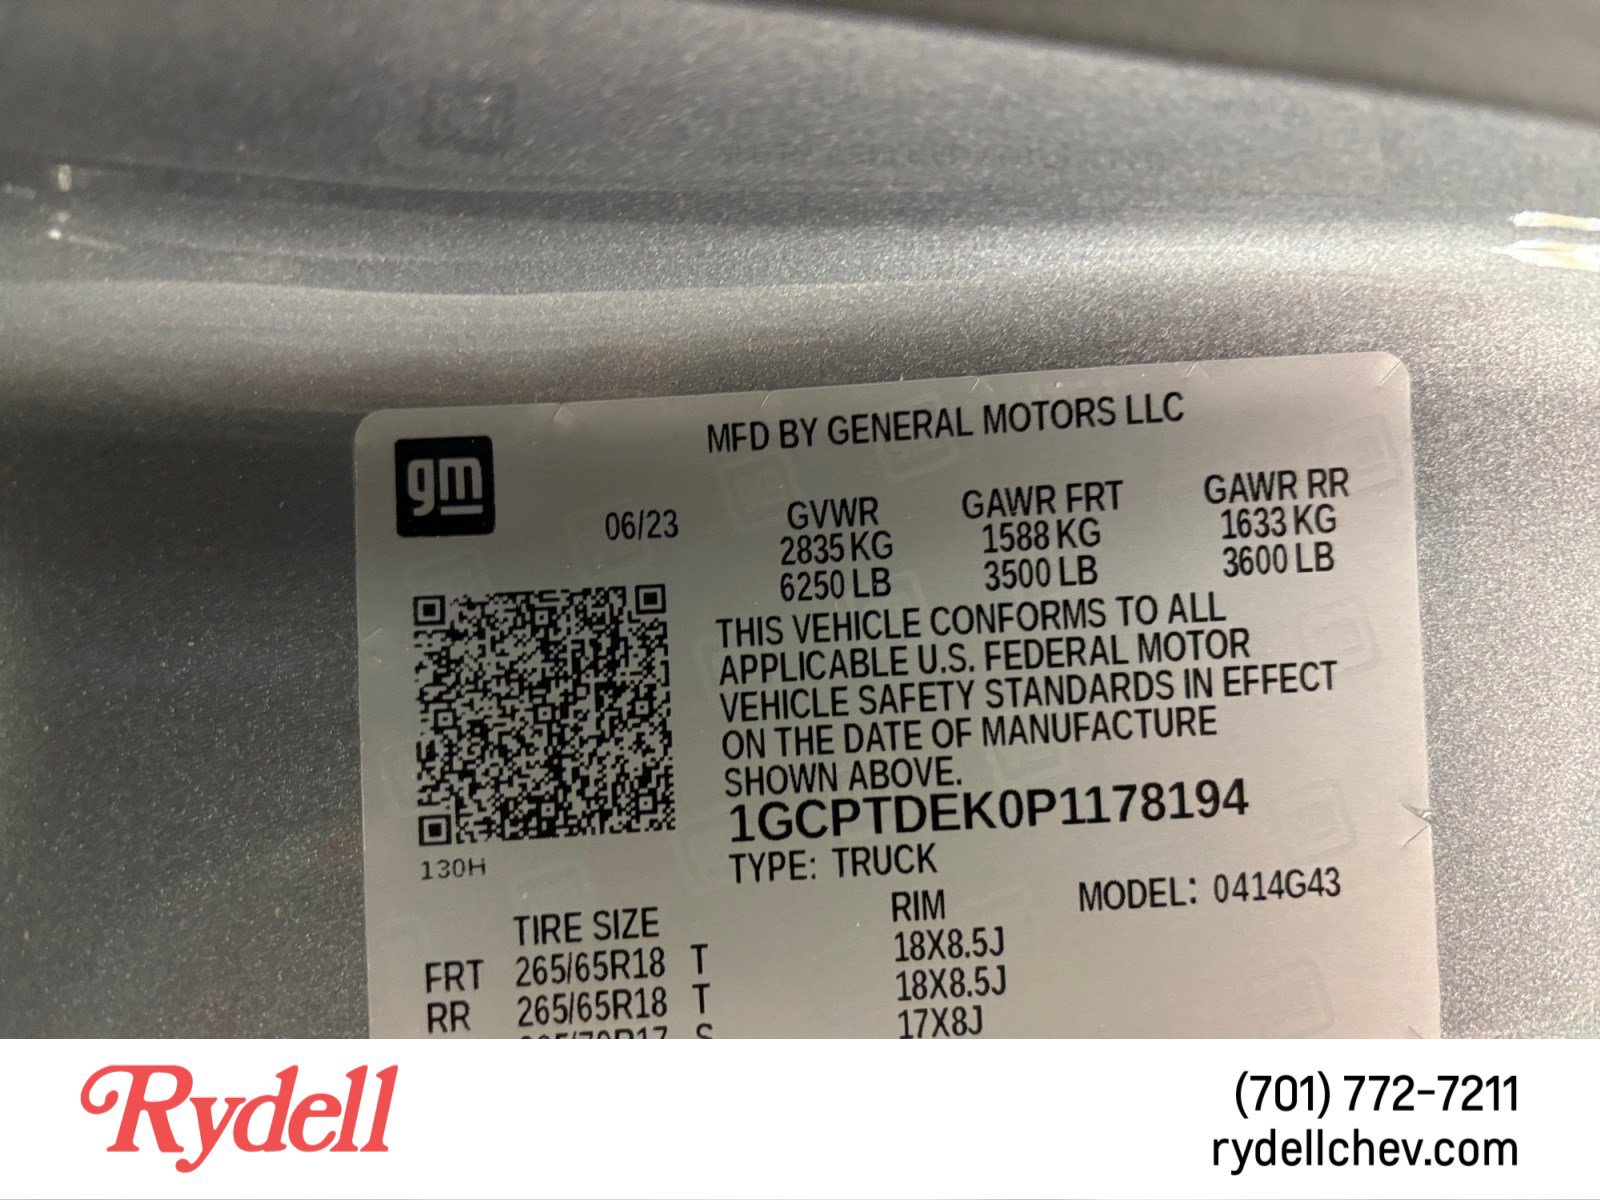 MFD BY GENERAL MOTORS LLC
gm
06/23
GVWR GAWR FRT GAWR RR
2835 KG 1588 KG 1633 KG
6250 LB 3500 LB 3600 LB
THIS VEHICLE CONFORMS TO ALL
APPLICABLE U.S. FEDERAL MOTOR
VEHICLE SAFETY STANDARDS IN EFFECT
ON THE DATE OF MANUFACTURE
SHOWN ABOVE.
1GCPTDEK0P1178194
130H
TYPE: TRUCK
MODEL: 0414G43
TIRE SIZE RIM
FRT 265/65R18 T 18X8.5J
RR 265/65R18 T 18X8.5J
17X8J
Rydell
(701) 772-7211
rydellchev.com